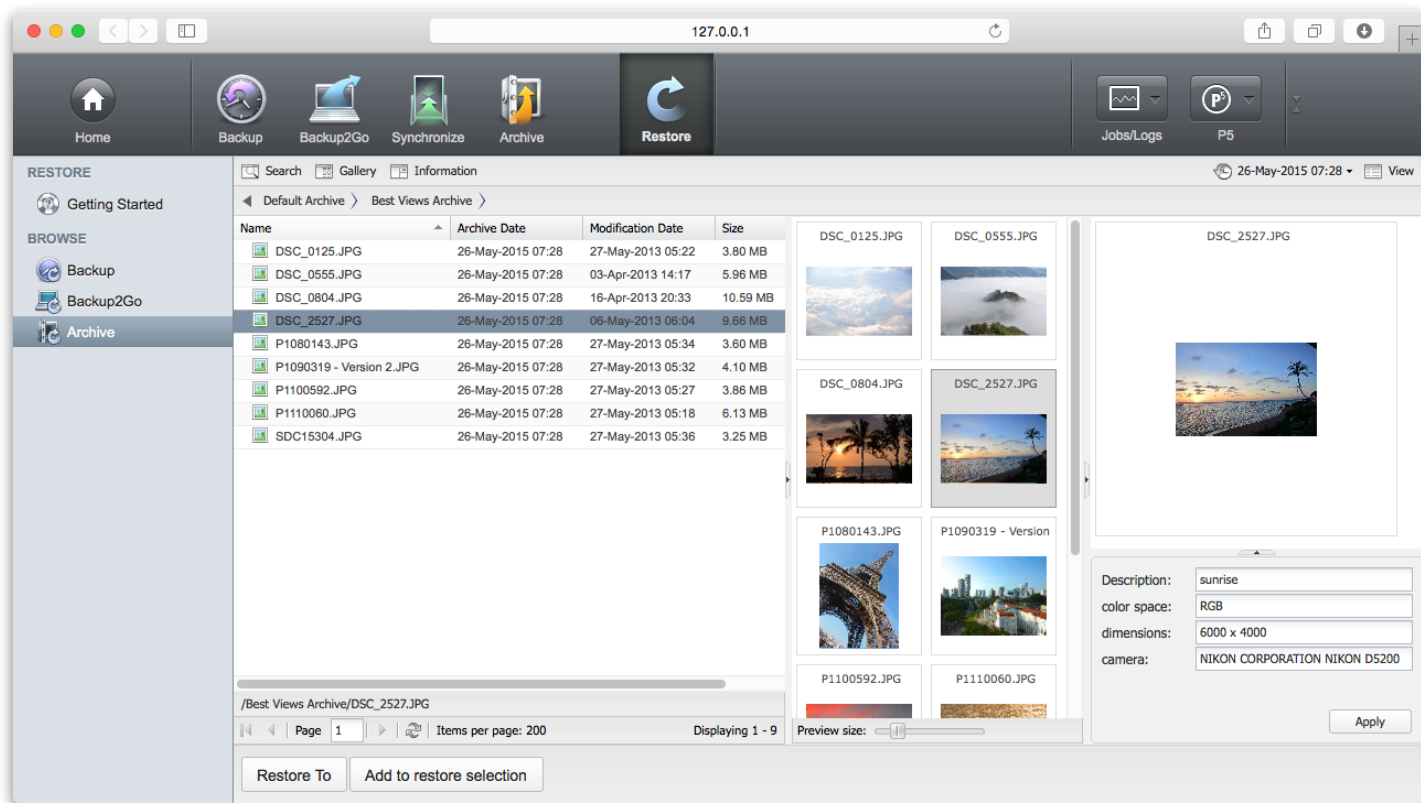 127.0.0.1
Home
Backup
Backup2Go
Synchronize
Archive
Restore
Jobs/Logs
P5
P5
RESTORE
Getting Started
BROWSE
Backup
Backup2Go
Archive
Search Gallery Information
26-May-2015 07:28 View
Default Archive Best Views Archive
Name Archive Date Modification Date Size
DSC_0125.JPG 26-May-2015 07:28 27-May-2013 05:22 3.80 MB
DSC_0555.JPG 26-May-2015 07:28 03-Apr-2013 14:17 5.96 MB
DSC_0804.JPG 26-May-2015 07:28 16-Apr-2013 20:33 10.59 MB
DSC_2527.JPG 26-May-2015 07:28 06-May-2013 06:04 9.66 MB
P1080143.JPG 26-May-2015 07:28 27-May-2013 05:34 3.60 MB
P1090319 - Version 2.JPG 26-May-2015 07:28 27-May-2013 05:32 4.10 MB
P1100592.JPG 26-May-2015 07:28 27-May-2013 05:27 3.86 MB
P1110060.JPG 26-May-2015 07:28 27-May-2013 05:18 6.13 MB
SDC15304.JPG 26-May-2015 07:28 27-May-2013 05:36 3.25 MB
/Best Views Archive/DSC_2527.JPG
Page 1 Items per page: 200 Displaying 1 - 9
DSC_0125.JPG DSC_0555.JPG
DSC_0804.JPG DSC_2527.JPG
P1080143.JPG P1090319 - Version
P1100592.JPG P1110060.JPG
Preview size:
DSC_2527.JPG
Description: sunrise
color space: RGB
dimensions: 6000 x 4000
camera: NIKON CORPORATION NIKON D5200
Apply
Restore To Add to restore selection